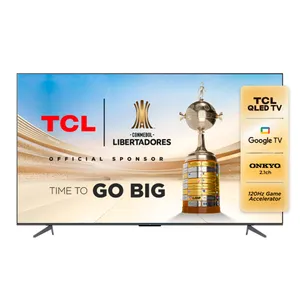 TCL
CONMEBOL
LIBERTADORES
OFFICIAL SPONSOR
TIME TO GO BIG
TCL
QLED TV
Google TV
ONKYO
2.1ch
120Hz Game
Accelerator